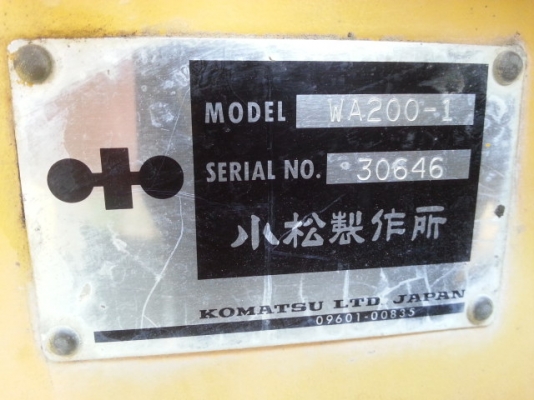 MODEL WA200-1
SERIAL NO. 30646
小松製作所
KOMATSU LTD JAPAN
09601-00835